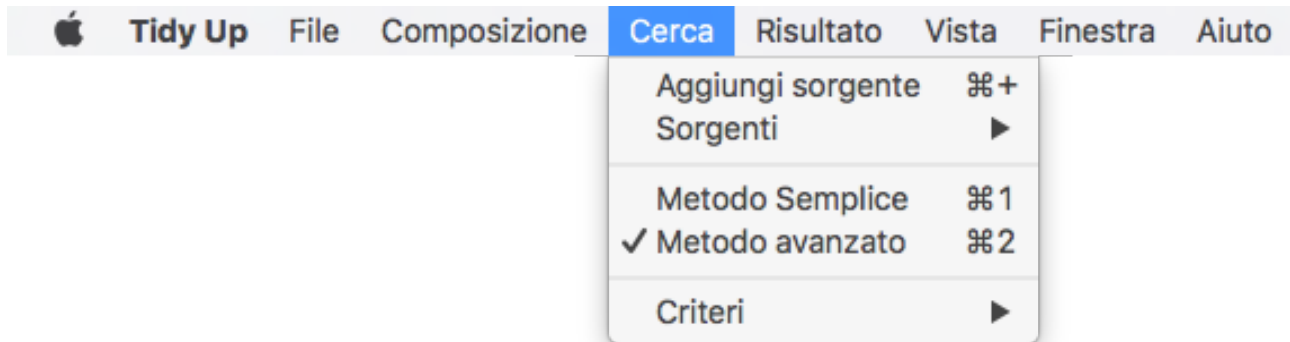 Tidy Up File Composizione Cerca Risultato Vista Finestra Aiuto
Aggiungi sorgente ⌘+
Sorgenti ▶
Metodo Semplice ⌘1
✓ Metodo avanzato ⌘2
Criteri ▶